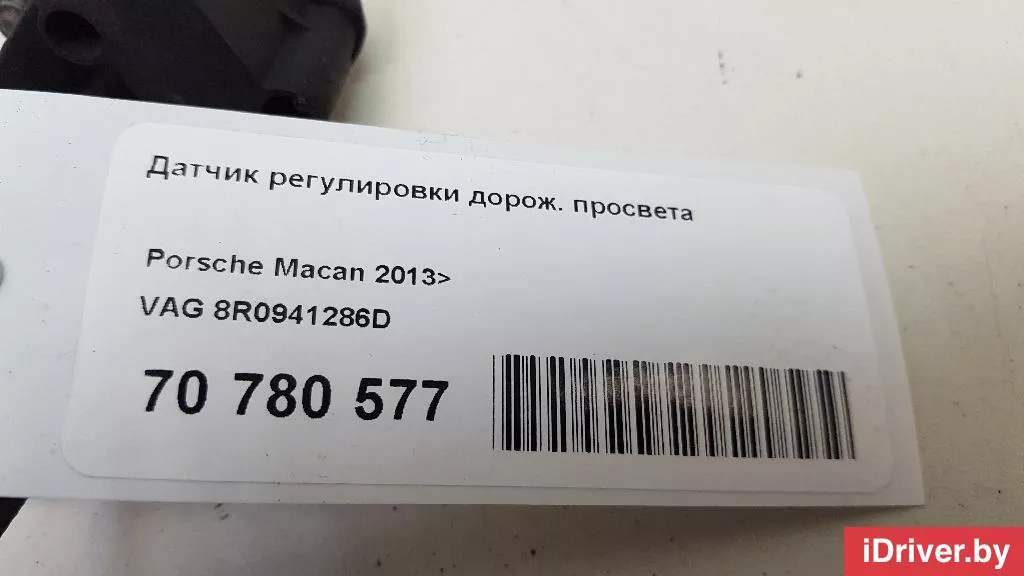 Датчик регулировки дорож. просвета
Porsche Macan 2013>
VAG 8R0941286D
70 780 577
iDriver.by